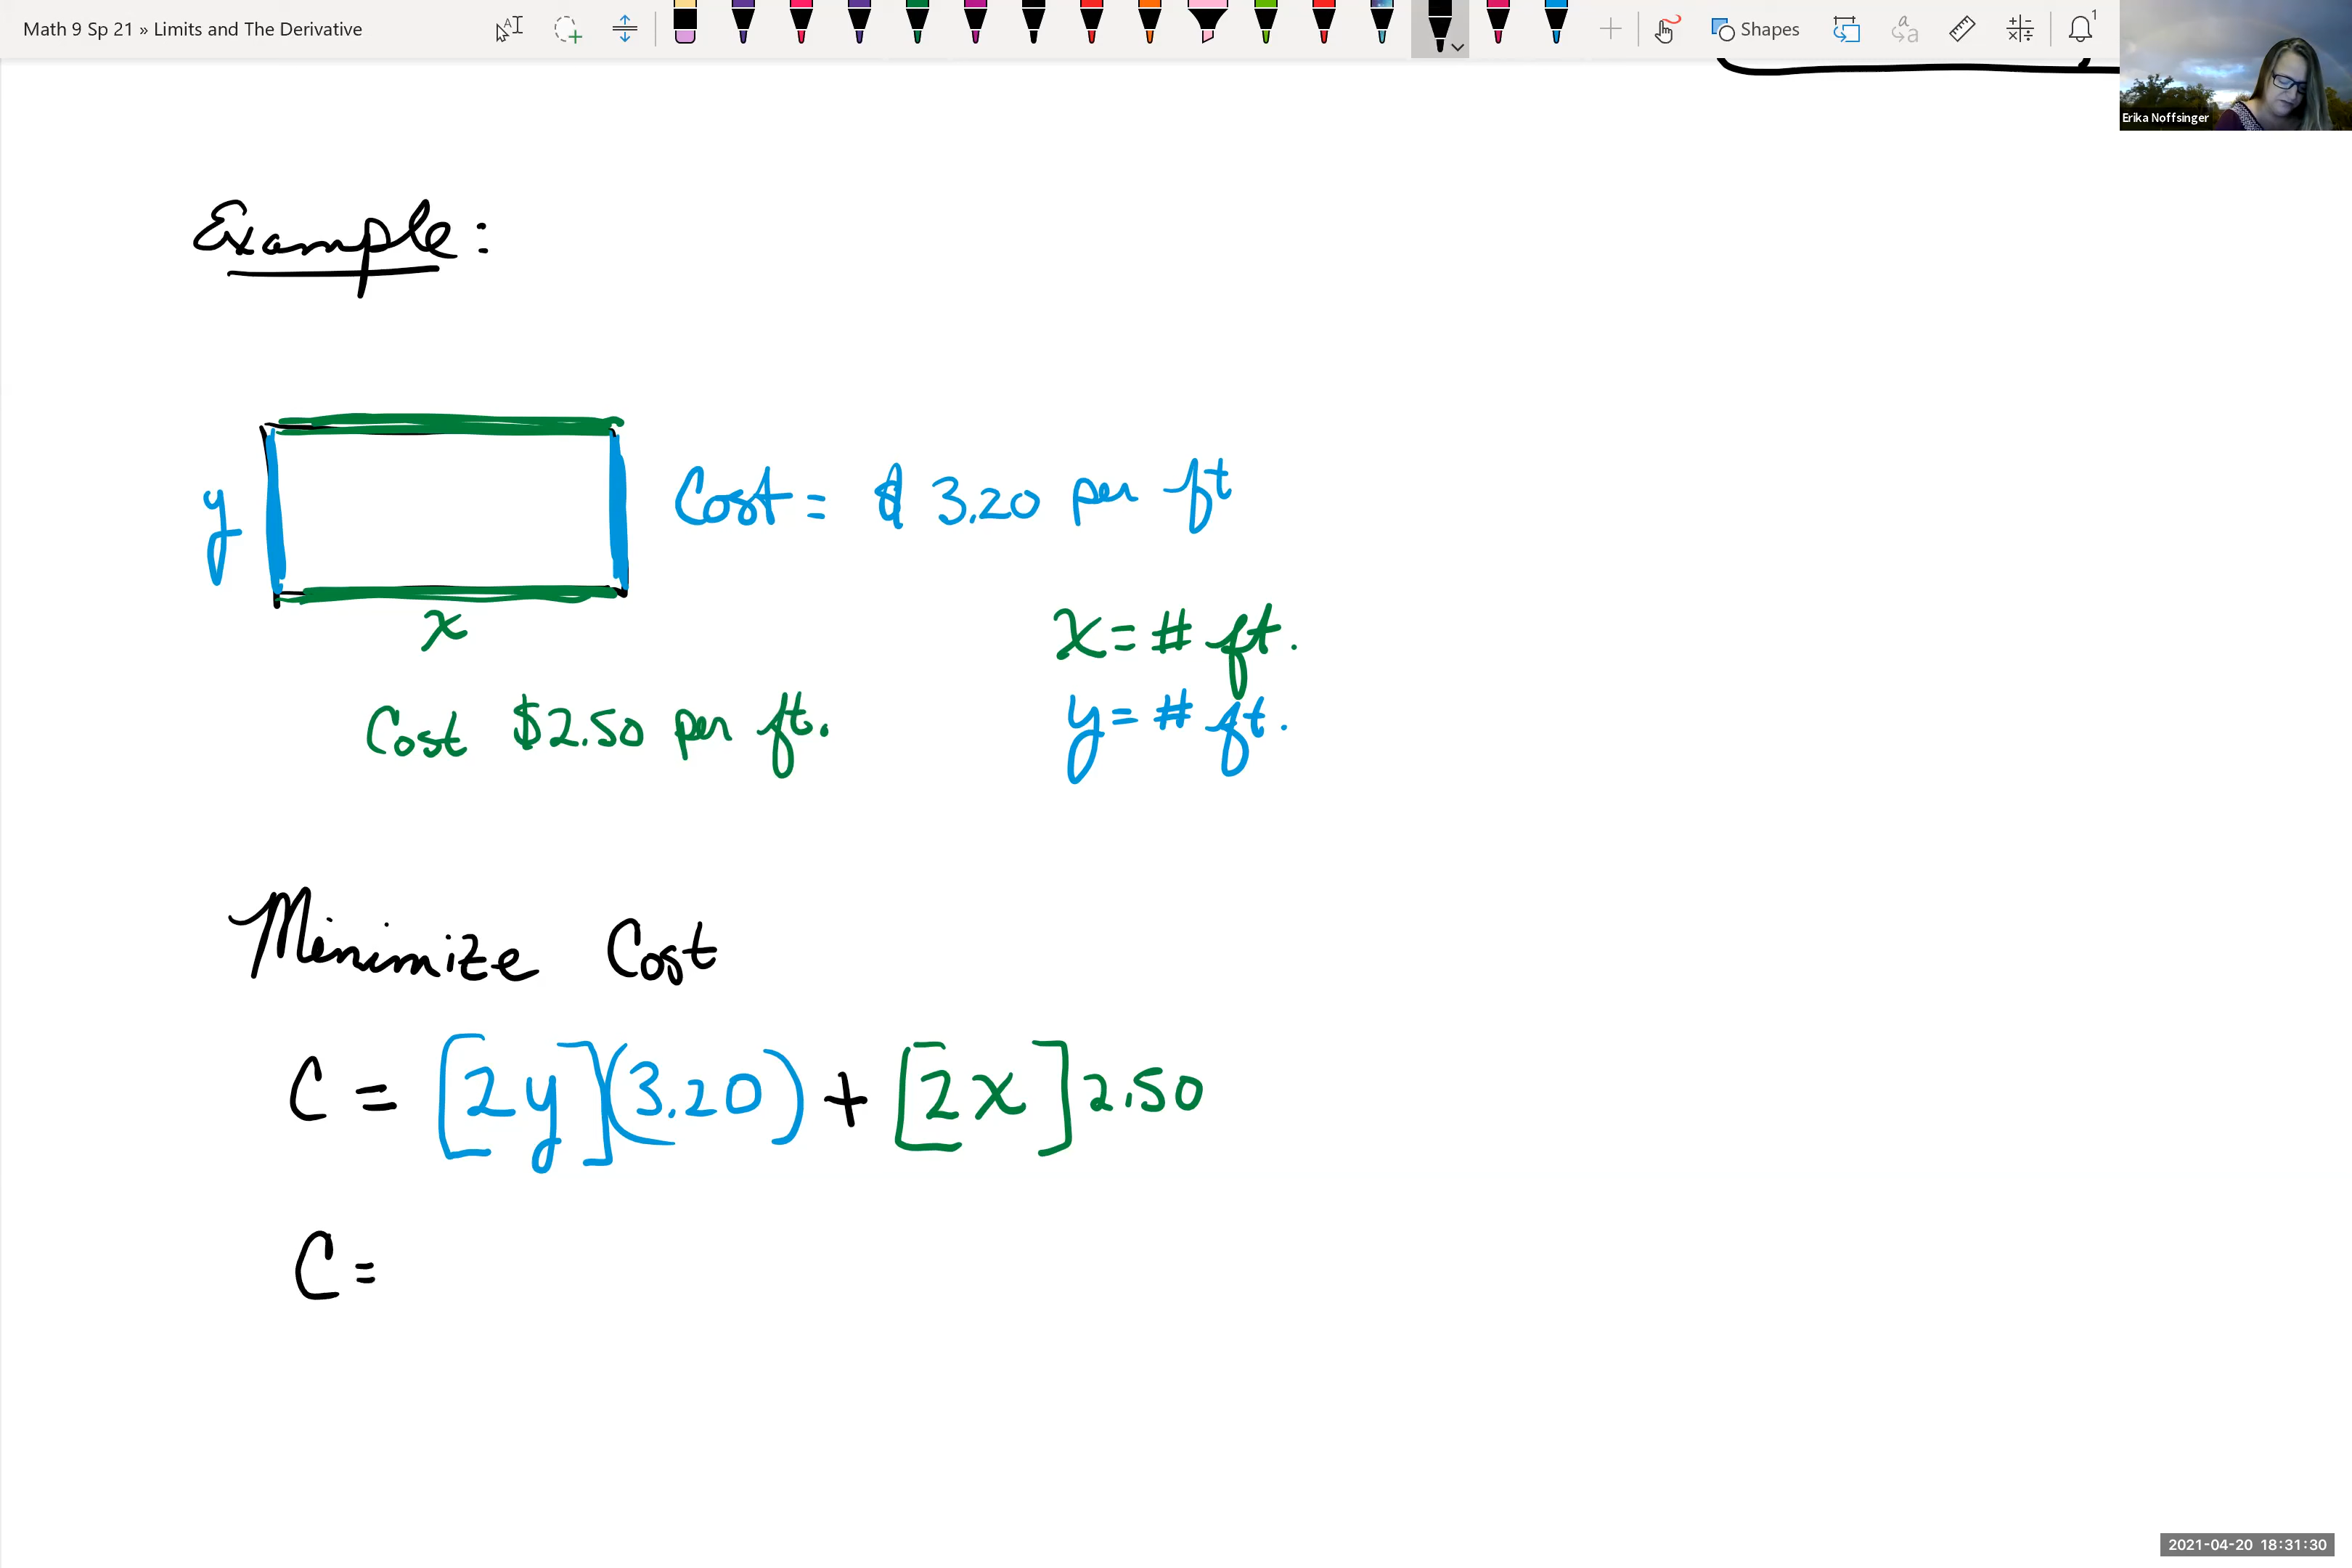 Math 9 Sp 21 » Limits and The Derivative
Shapes
1
Erika Noffsinger
Example:
y
Cost = $ 3.20 per ft
x
x = # ft.
Cost $2.50 per ft.
y = # ft.
Minimize Cost
C = [2y](3.20) + [2x]2.50
C =
2021-04-20 18:31:30